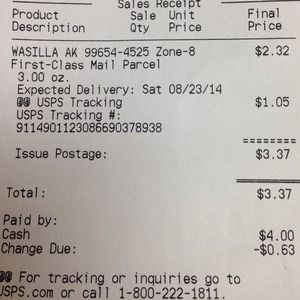 Sales Receipt
Product Sale Unit Final
Description Qty Price Price
WASILLA AK 99654-4525 Zone-8 $2.32
First-Class Mail Parcel
3.00 oz.
Expected Delivery: Sat 08/23/14
@@ USPS Tracking $1.05
USPS Tracking #:
9114901123086690378938
========
Issue Postage: $3.37
========
Total: $3.37
Paid by:
Cash $4.00
Change Due: -$0.63
@@ For tracking or inquiries go to
USPS.com or call 1-800-222-1811.